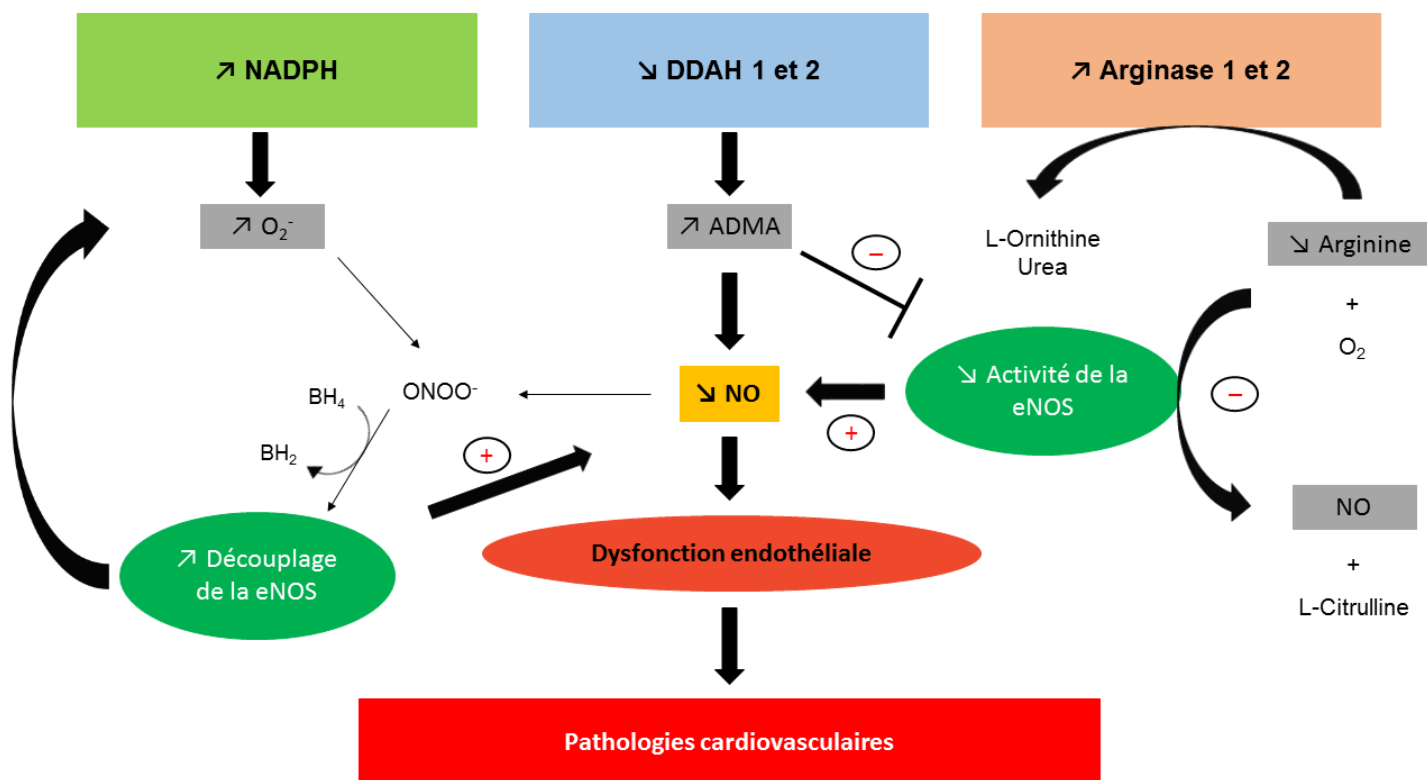 ↗ NADPH
↘ DDAH 1 et 2
↗ Arginase 1 et 2
↗ O₂⁻
↗ ADMA
−
L-Ornithine
Urea
↘ Arginine
+
O₂
BH₄
ONOO⁻
↘ NO
↘ Activité de la
eNOS
−
BH₂
+
+
NO
+
L-Citrulline
↗ Découplage
de la eNOS
Dysfonction endothéliale
Pathologies cardiovasculaires